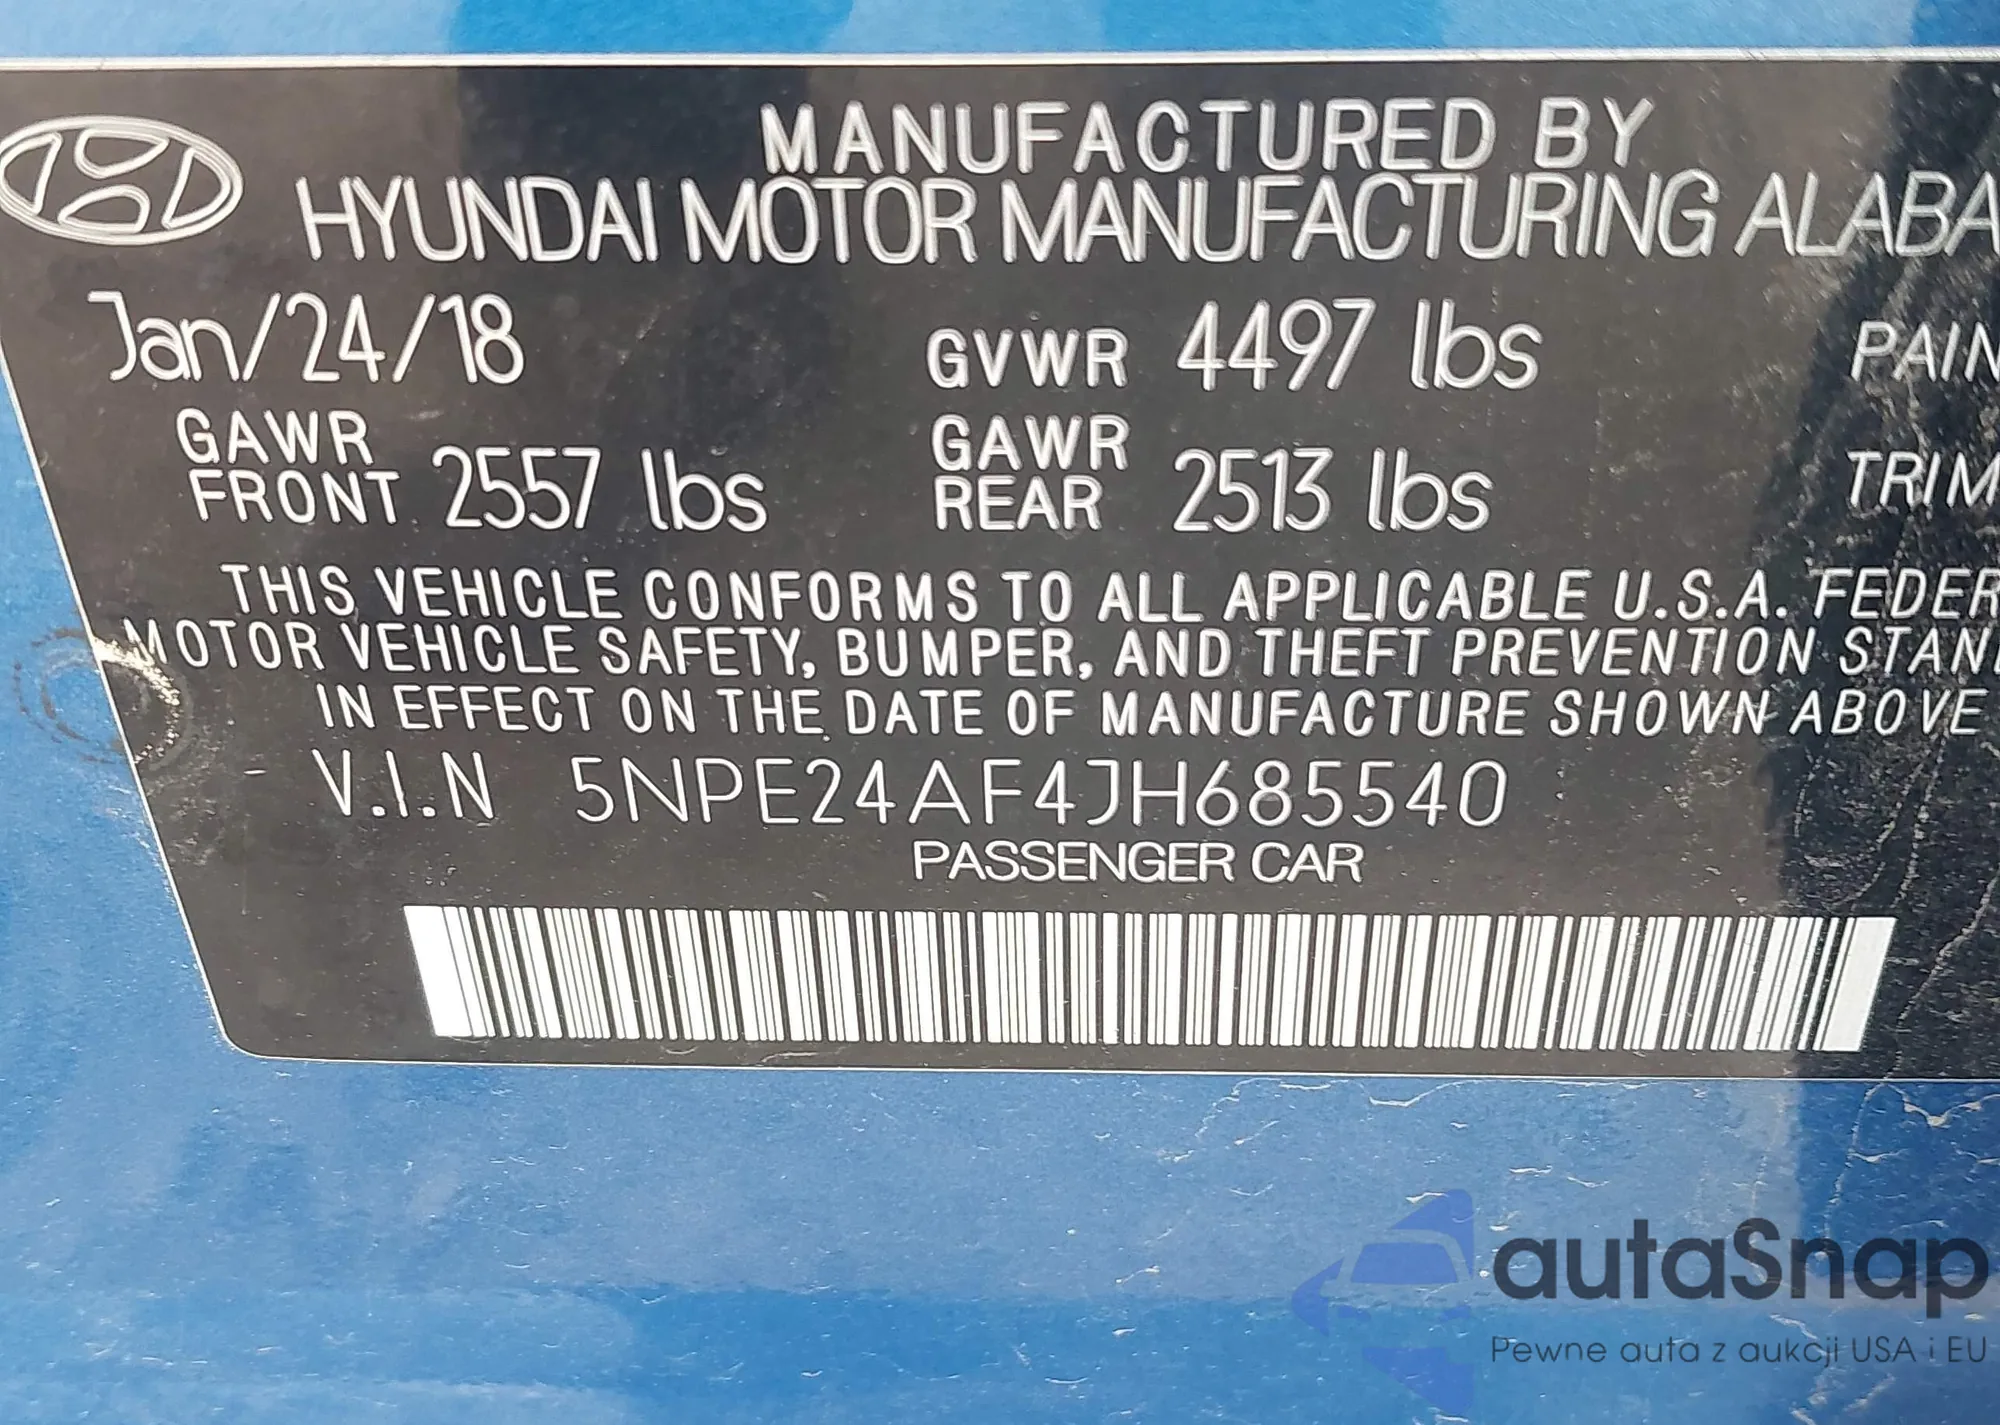 MANUFACTURED BY
HYUNDAI MOTOR MANUFACTURING ALABA
Jan/24/18 GVWR 4497 lbs PAIN
GAWR FRONT 2557 lbs GAWR REAR 2513 lbs TRIM
THIS VEHICLE CONFORMS TO ALL APPLICABLE U.S.A. FEDER
MOTOR VEHICLE SAFETY, BUMPER, AND THEFT PREVENTION STAN
IN EFFECT ON THE DATE OF MANUFACTURE SHOWN ABOVE
V.I.N 5NPE24AF4JH685540
PASSENGER CAR
autaSnap
Pewne auta z aukcji USA i EU